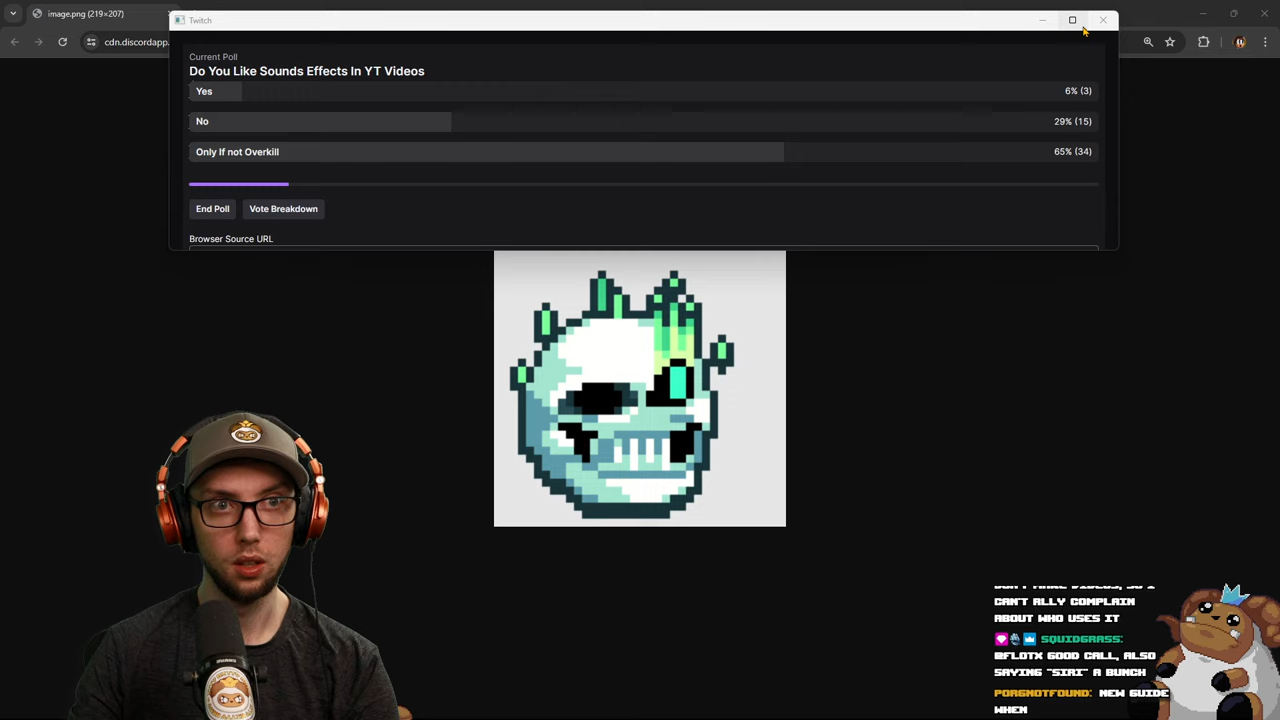 image.png (219×207)
Twitch
cdn.discordapp.
Current Poll
Do You Like Sounds Effects In YT Videos
Yes
6% (3)
No
29% (15)
Only If not Overkill
65% (34)
End Poll
Vote Breakdown
Browser Source URL
CAN'T RLLY COMPLAIN
ABOUT WHO USES IT
SQUIDGRASS:
RFLOTX GOOD CALL, ALSO
SAYING "SIRI" A BUNCH
PORGNOTFOUND: NEW GUIDE
WHEN